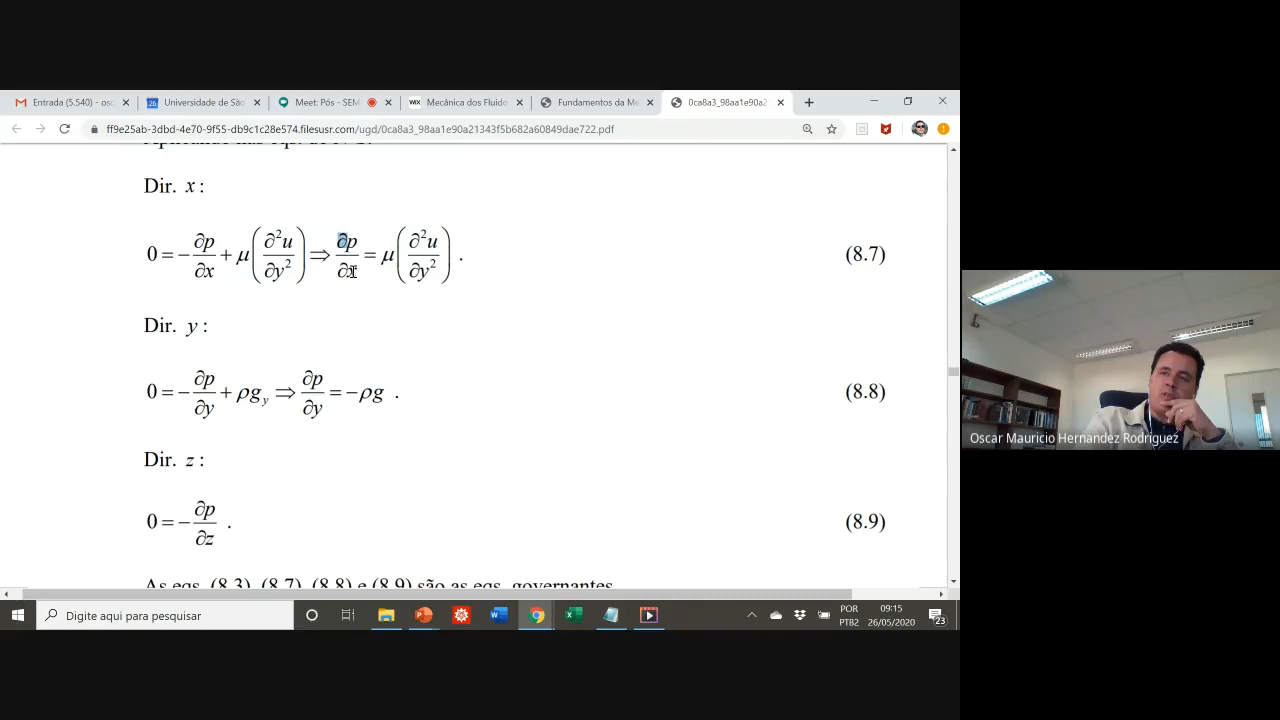 Entrada (5.540) - osc
Universidade de São
Meet: Pós - SEM
WIX
Mecânica dos Fluido
Fundamentos da Me
0ca8a3_98aa1e90a2
ff9e25ab-3dbd-4e70-9f55-d69c1c28e574.filesusr.com/ugd/0ca8a3_98aa1e90a21343f5b682a60849dae722.pdf
Dir. x :
0 = −∂p/∂x + μ(∂²u/∂y²) ⇒ ∂p/∂x = μ(∂²u/∂y²) . (8.7)
Dir. y :
0 = −∂p/∂y + ρg_y ⇒ ∂p/∂y = −ρg . (8.8)
Dir. z :
0 = −∂p/∂z . (8.9)
As eqs. (8.3), (8.7), (8.8) e (8.9) são as eqs. governantes
Oscar Mauricio Hernandez Rodriguez
Digite aqui para pesquisar
POR
PTB2
09:15
26/05/2020
23